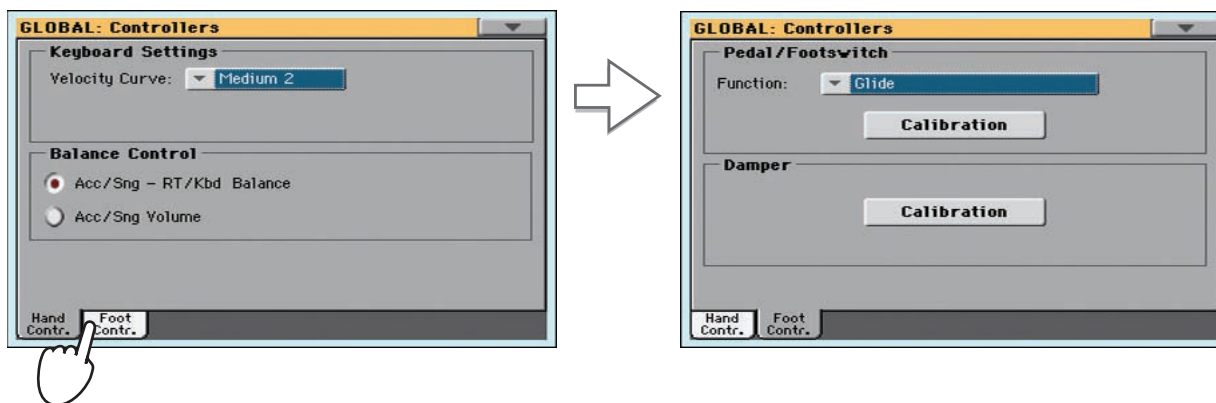 GLOBAL: Controllers
Keyboard Settings
Velocity Curve: Medium 2
Balance Control
Acc/Sng - RT/Kbd Balance
Acc/Sng Volume
Hand Contr.
Foot Contr.
GLOBAL: Controllers
Pedal/Footswitch
Function: Glide
Calibration
Damper
Calibration
Hand Contr.
Foot Contr.